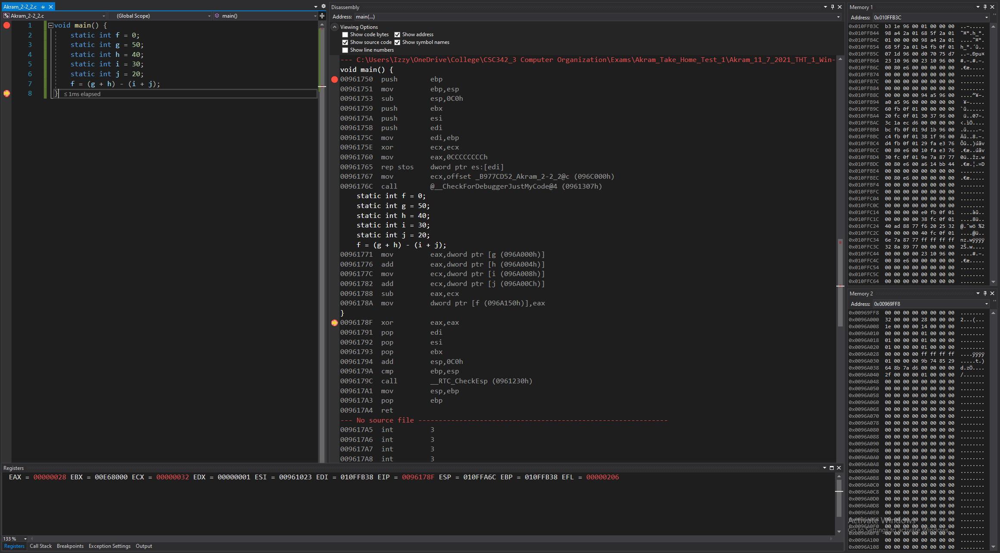 Akram_2-2_2.c
Akram_2-2_2.c (Global Scope) main()
1 void main() {
2 static int f = 0;
3 static int g = 50;
4 static int h = 40;
5 static int i = 30;
6 static int j = 20;
7 f = (g + h) - (i + j);
8 } ≤ 1ms elapsed
Disassembly
Address: main(...)
Viewing Options
Show code bytes Show address
Show source code Show symbol names
Show line numbers
--- C:\Users\Izzy\OneDrive\College\CSC342_3 Computer Organization\Exams\Akram_Take_Home_Test_1\Akram_11_7_2021_THT_1_Win-
void main() {
00961750 push ebp
00961751 mov ebp,esp
00961753 sub esp,0C0h
00961759 push ebx
0096175A push esi
0096175B push edi
0096175C mov edi,ebp
0096175E xor ecx,ecx
00961760 mov eax,0CCCCCCCCh
00961765 rep stos dword ptr es:[edi]
00961767 mov ecx,offset _B977CD52_Akram_2-2_2@c (096C000h)
0096176C call @__CheckForDebuggerJustMyCode@4 (0961307h)
static int f = 0;
static int g = 50;
static int h = 40;
static int i = 30;
static int j = 20;
f = (g + h) - (i + j);
00961771 mov eax,dword ptr [g (096A000h)]
00961776 add eax,dword ptr [h (096A004h)]
0096177C mov ecx,dword ptr [i (096A008h)]
00961782 add ecx,dword ptr [j (096A00Ch)]
00961788 sub eax,ecx
0096178A mov dword ptr [f (096A150h)],eax
}
0096178F xor eax,eax
00961791 pop edi
00961792 pop esi
00961793 pop ebx
00961794 add esp,0C0h
0096179A cmp ebp,esp
0096179C call __RTC_CheckEsp (0961230h)
009617A1 mov esp,ebp
009617A3 pop ebp
009617A4 ret
--- No source file -------------------------------------------------------------
009617A5 int 3
009617A6 int 3
009617A7 int 3
009617A8 int 3
Memory 1
Address: 0x010FFB3C
0x010FFB3C b3 1e 96 00 01 00 00 00 ..–.....
0x010FFB44 98 a4 2a 01 68 5f 2a 01 ˜¤*.h_*.
0x010FFB4C 01 00 00 00 98 a4 2a 01 ....˜¤*.
0x010FFB54 68 5f 2a 01 b4 fb 0f 01 h_*.´û..
0x010FFB5C 07 1d 96 00 d0 70 75 d7 ..–.Ðpu×
0x010FFB64 23 10 96 00 23 10 96 00 #.–.#.–.
0x010FFB6C 00 80 e6 00 00 00 00 00 .€æ.....
0x010FFB74 00 00 00 00 00 00 00 00 ........
0x010FFB7C 00 00 00 00 00 00 00 00 ........
0x010FFB84 00 00 00 00 00 00 00 00 ........
0x010FFB8C 00 00 00 00 94 a5 96 00 ....”¥–.
0x010FFB94 a0 a5 96 00 00 00 00 00 ¥–.....
0x010FFB9C 60 fb 0f 01 00 00 00 00 `û......
0x010FFBA4 20 fc 0f 01 30 37 96 00 ü..07–.
0x010FFBAC 3c 1a ec d6 00 00 00 00 <.ìÖ....
0x010FFBB4 bc fb 0f 01 9d 1b 96 00 .û....–.
0x010FFBBC c4 fb 0f 01 38 1f 96 00 Äû..8.–.
0x010FFBC4 d4 fb 0f 01 29 fa e3 76 Ôû..)úãv
0x010FFBCC 00 80 e6 00 10 fa e3 76 .€æ..úãv
0x010FFBD4 30 fc 0f 01 9e 7a 87 77 0ü..žz.w
0x010FFBDC 00 80 e6 00 a6 14 bb 44 .€æ.¦.»D
0x010FFBE4 00 00 00 00 00 00 00 00 ........
0x010FFBEC 00 80 e6 00 00 00 00 00 .€æ.....
0x010FFBF4 00 00 00 00 00 00 00 00 ........
0x010FFBFC 00 00 00 00 00 00 00 00 ........
0x010FFC04 00 00 00 00 00 00 00 00 ........
0x010FFC0C 00 00 00 00 00 00 00 00 ........
0x010FFC14 00 00 00 00 e0 fb 0f 01 ....àû..
0x010FFC1C 00 00 00 00 38 fc 0f 01 ....8ü..
0x010FFC24 40 ad 88 77 f6 20 25 32 @.ˆwö %2
0x010FFC2C 00 00 00 00 40 fc 0f 01 ....@ü..
0x010FFC34 6e 7a 87 77 ff ff ff ff nz.wÿÿÿÿ
0x010FFC3C 32 8a 89 77 00 00 00 00 2Š.w....
0x010FFC44 00 00 00 00 23 10 96 00 ....#.–.
0x010FFC4C 00 80 e6 00 00 00 00 00 .€æ.....
0x010FFC54 00 00 00 00 00 00 00 00 ........
0x010FFC5C 00 00 00 00 00 00 00 00 ........
0x010FFC64 00 00 00 00 00 00 00 00 ........
Memory 2
Address: 0x00969FF8
0x00969FF8 00 00 00 00 00 00 00 00 ........
0x0096A000 32 00 00 00 28 00 00 00 2...(...
0x0096A008 1e 00 00 00 14 00 00 00 ........
0x0096A010 00 00 00 00 01 00 00 00 ........
0x0096A018 01 00 00 00 01 00 00 00 ........
0x0096A020 01 00 00 00 01 00 00 00 ........
0x0096A028 00 00 00 00 ff ff ff ff ....ÿÿÿÿ
0x0096A030 01 00 00 00 9b 74 85 29 .....t.)
0x0096A038 64 8b 7a d6 00 00 00 00 d.zÖ....
0x0096A040 2f 00 00 00 01 00 00 00 /.......
0x0096A048 00 00 00 00 00 00 00 00 ........
0x0096A050 00 00 00 00 00 00 00 00 ........
0x0096A058 00 00 00 00 00 00 00 00 ........
0x0096A060 00 00 00 00 00 00 00 00 ........
0x0096A068 00 00 00 00 00 00 00 00 ........
0x0096A070 00 00 00 00 00 00 00 00 ........
0x0096A078 00 00 00 00 00 00 00 00 ........
0x0096A080 00 00 00 00 00 00 00 00 ........
0x0096A088 00 00 00 00 00 00 00 00 ........
0x0096A090 00 00 00 00 00 00 00 00 ........
0x0096A098 00 00 00 00 00 00 00 00 ........
0x0096A0A0 00 00 00 00 00 00 00 00 ........
0x0096A0A8 00 00 00 00 00 00 00 00 ........
0x0096A0B0 00 00 00 00 00 00 00 00 ........
0x0096A0B8 00 00 00 00 00 00 00 00 ........
0x0096A0C0 00 00 00 00 00 00 00 00 ........
0x0096A0C8 00 00 00 00 00 00 00 00 ........
0x0096A0D0 00 00 00 00 00 00 00 00 ........
0x0096A0D8 00 00 00 00 00 00 00 00 ........
0x0096A0E0 00 00 00 00 00 00 00 00 ........
0x0096A0E8 00 00 00 00 00 00 00 00 ........
0x0096A0F0 00 00 00 00 00 00 00 00 ........
0x0096A0F8 00 00 00 00 00 00 00 00 ........
0x0096A100 00 00 00 00 00 00 00 00 ........
0x0096A108 00 00 00 00 00 00 00 00 ........
Activate Windows
Go to Settings to activate Windows.
Registers
EAX = 00000028 EBX = 00E68000 ECX = 00000032 EDX = 00000001 ESI = 00961023 EDI = 010FFB38 EIP = 0096178F ESP = 010FFA6C EBP = 010FFB38 EFL = 00000206
133 %
Registers Call Stack Breakpoints Exception Settings Output